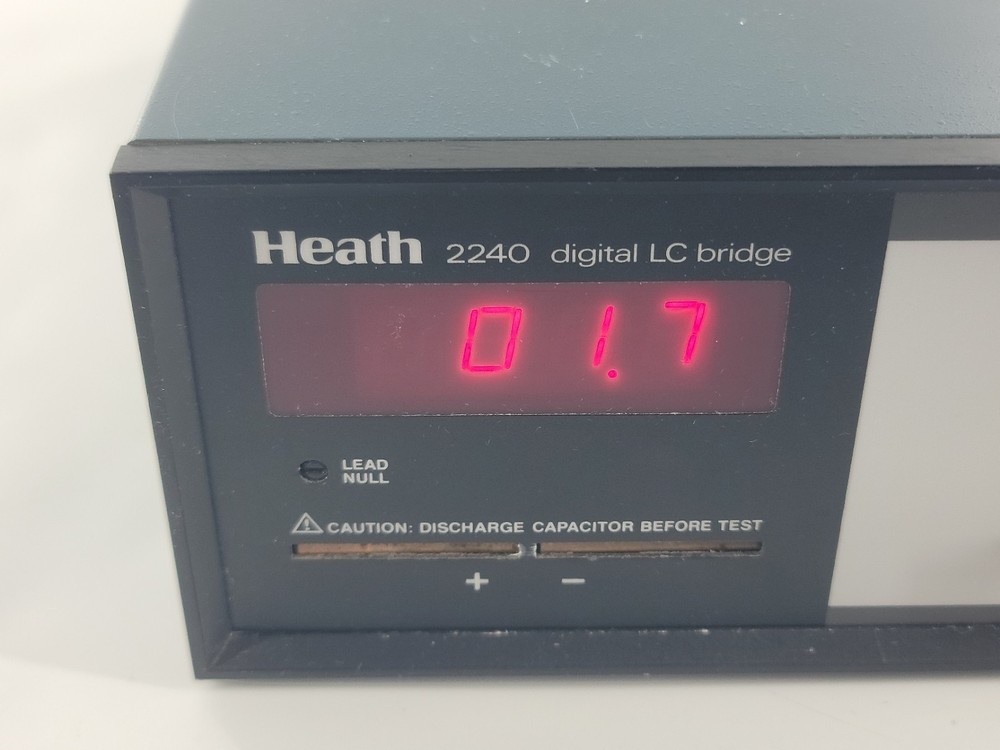 Heath 2240 digital LC bridge
01.7
LEAD
NULL
⚠ CAUTION: DISCHARGE CAPACITOR BEFORE TEST
+ −